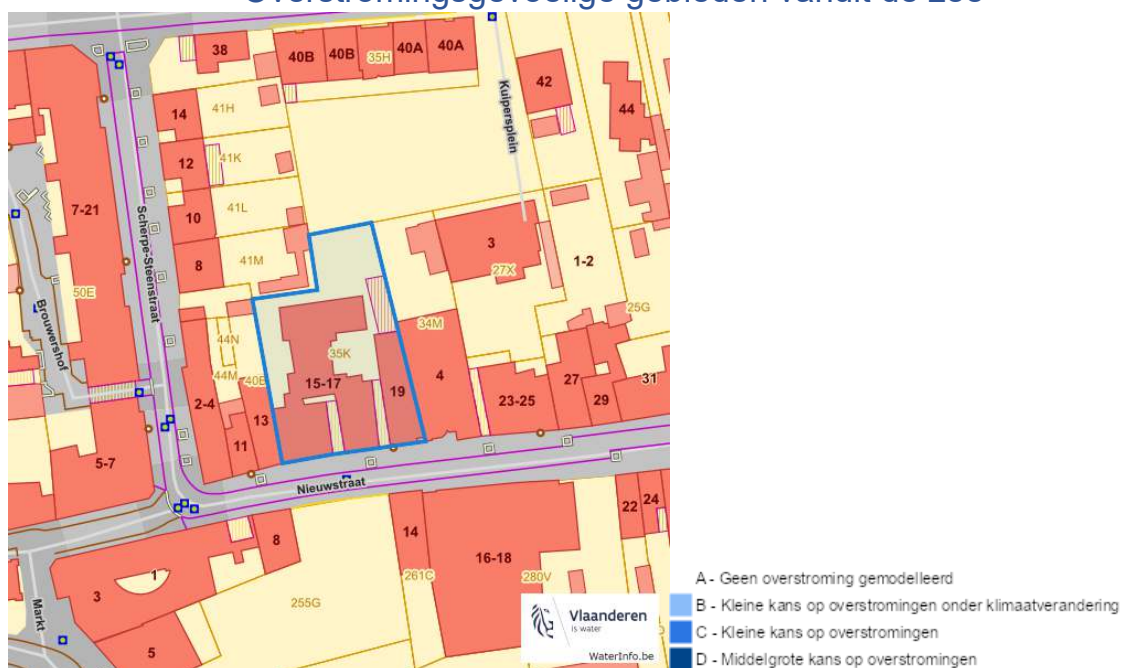 Overstromingsgevoelige gebieden vanuit de zee
38
40B
40B
35H
40A
40A
Kuipersplein
42
44
14
41H
12
41K
7-21
Scherpe-Steenstraat
10
41L
8
41M
3
27X
1-2
50E
Brouwershof
25G
44N
34M
35K
44M
40E
15-17
19
4
27
31
2-4
23-25
29
13
11
5-7
Nieuwstraat
22
24
8
14
16-18
1
3
261C
280V
255G
Markt
5
Vlaanderen
is water
WaterInfo.be
A - Geen overstroming gemodelleerd
B - Kleine kans op overstromingen onder klimaatverandering
C - Kleine kans op overstromingen
D - Middelgrote kans op overstromingen